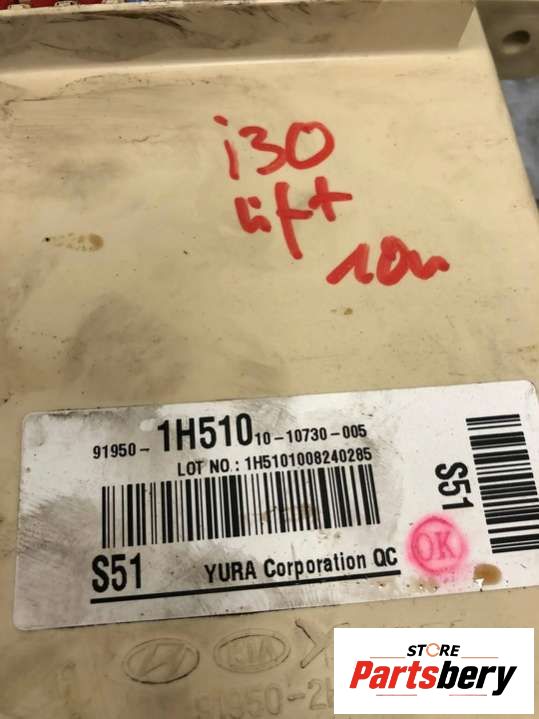 i30
lift
10r
91950-1H510 10-10730-005
LOT NO.: 1H5101008240285
S51
YURA Corporation QC
OK
S51
KIA
STORE
Partsbery